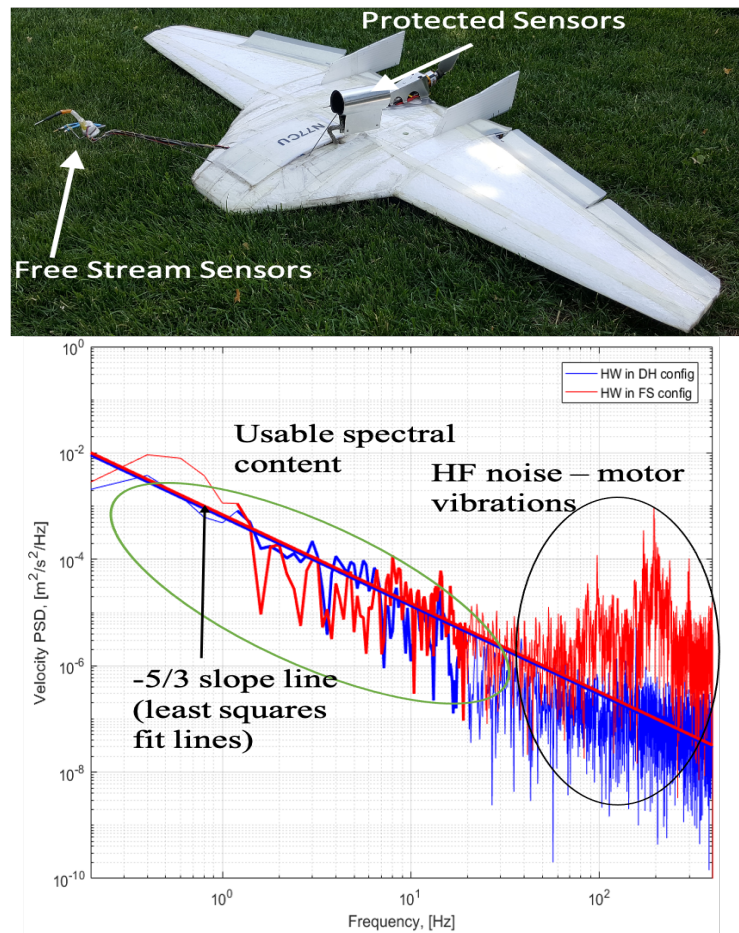 Protected Sensors
N77CU
Free Stream Sensors
10^0
HW in DH config
HW in FS config
Usable spectral
content
10^-2
HF noise – motor
vibrations
10^-4
Velocity PSD, [m^2/s^2/Hz]
10^-6
-5/3 slope line
(least squares
fit lines)
10^-8
10^-10
10^0
10^1
10^2
Frequency, [Hz]